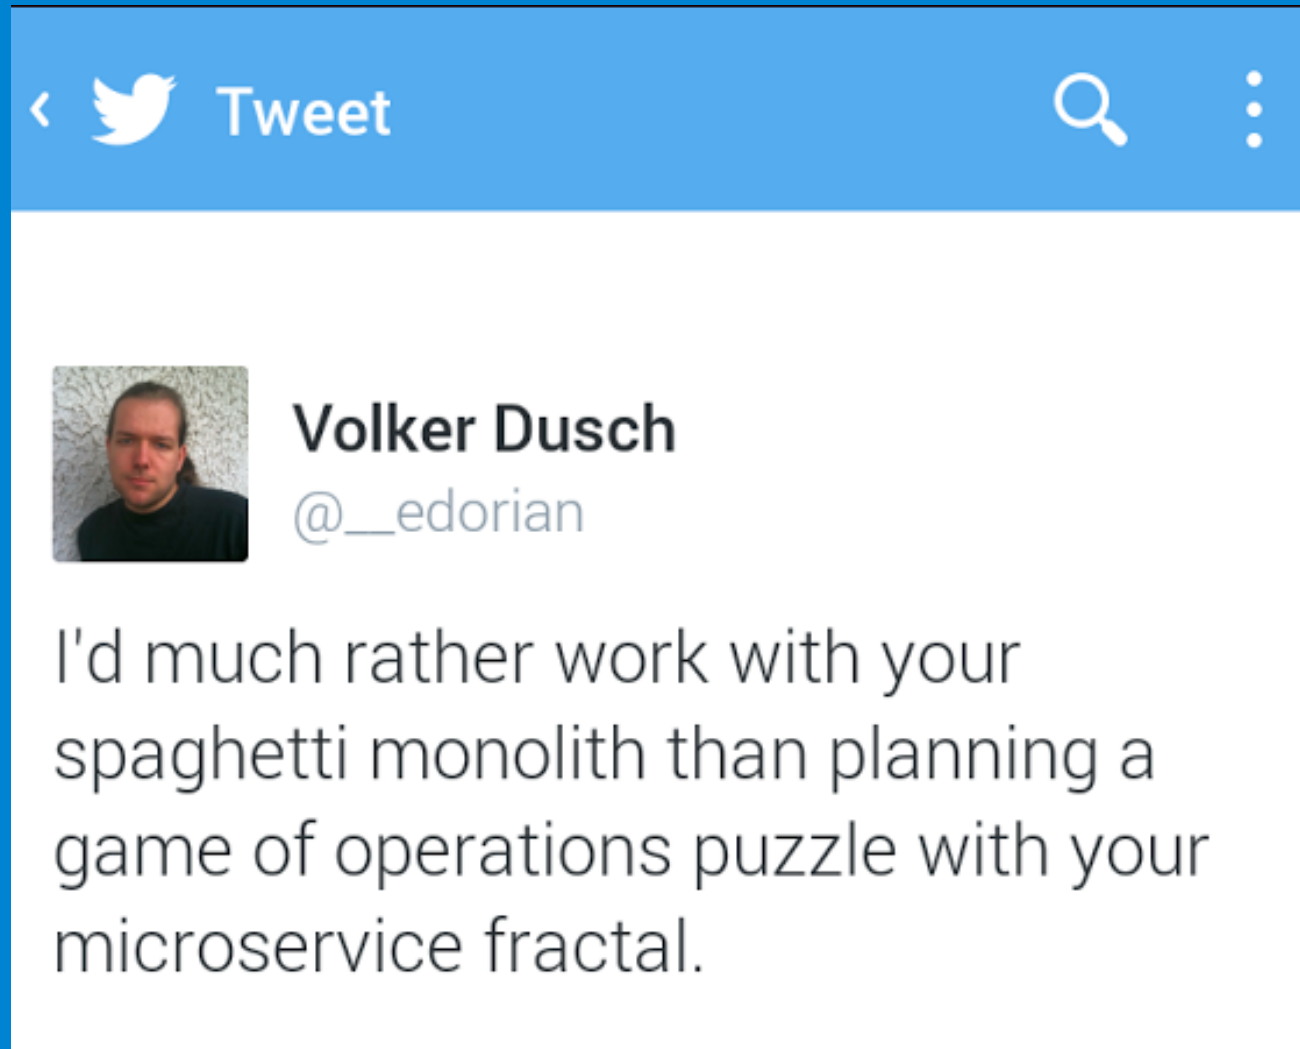 Tweet
Volker Dusch
@__edorian
I'd much rather work with your
spaghetti monolith than planning a
game of operations puzzle with your
microservice fractal.